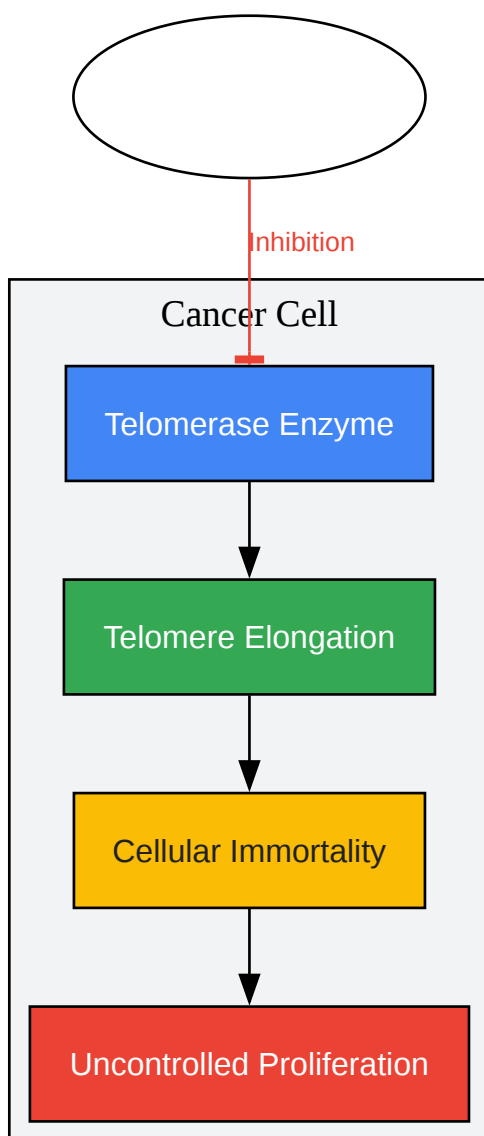 Inhibition
Cancer Cell
Telomerase Enzyme
Telomere Elongation
Cellular Immortality
Uncontrolled Proliferation